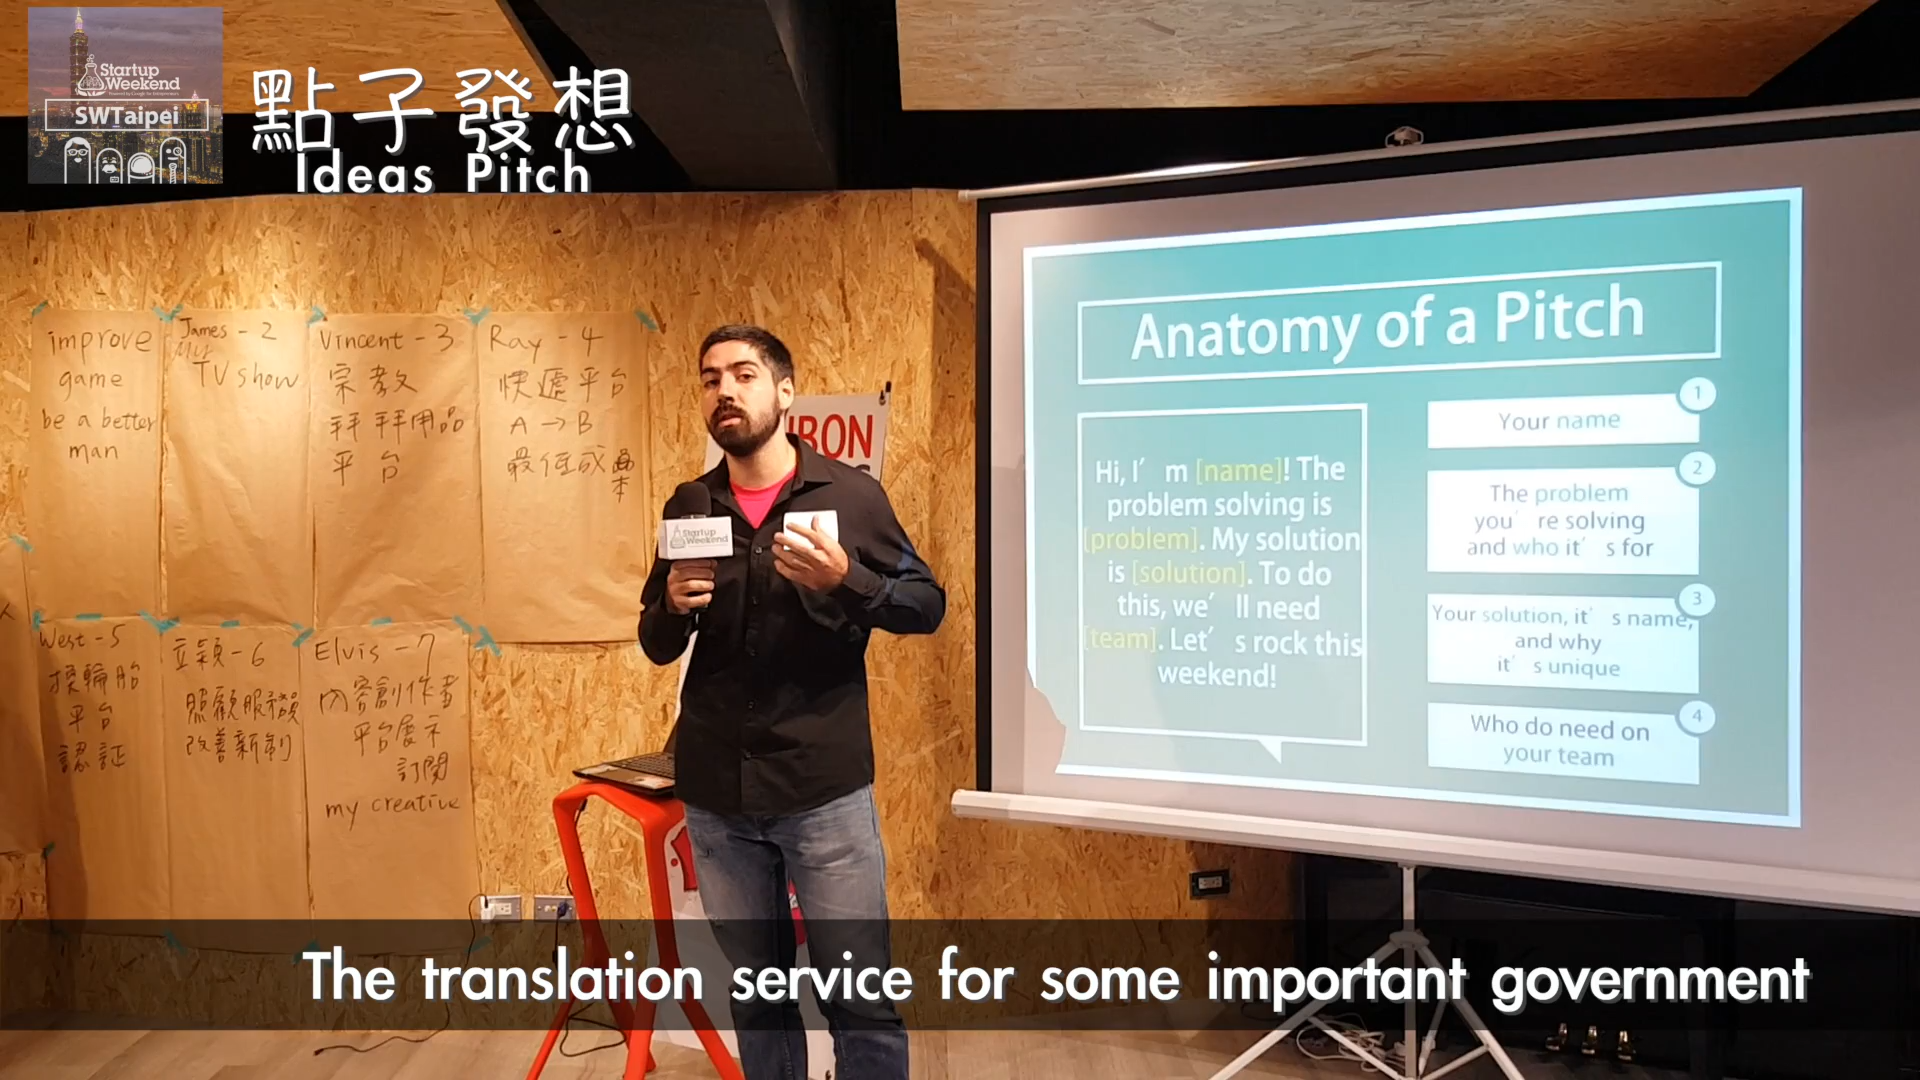 Startup
Weekend
SWTaipei
點子發想
Ideas Pitch
improve
game
be a better
man
James - 2
My
TV show
Vincent - 3
宗教
拜拜用品
平台
Ray - 4
快遞平台
A → B
最低成本
West - 5
換輪胎
平台
認証
立穎 - 6
照顧服務員
改善薪制
Elvis - 7
內容創作者
平台展示
訂閱
my creative
IBON
Startup
Weekend
Anatomy of a Pitch
Hi, I' m [name]! The
problem solving is
[problem]. My solution
is [solution]. To do
this, we' ll need
[team]. Let' s rock this
weekend!
1
Your name
2
The problem
you' re solving
and who it' s for
3
Your solution, it' s name,
and why
it' s unique
4
Who do need on
your team
The translation service for some important government